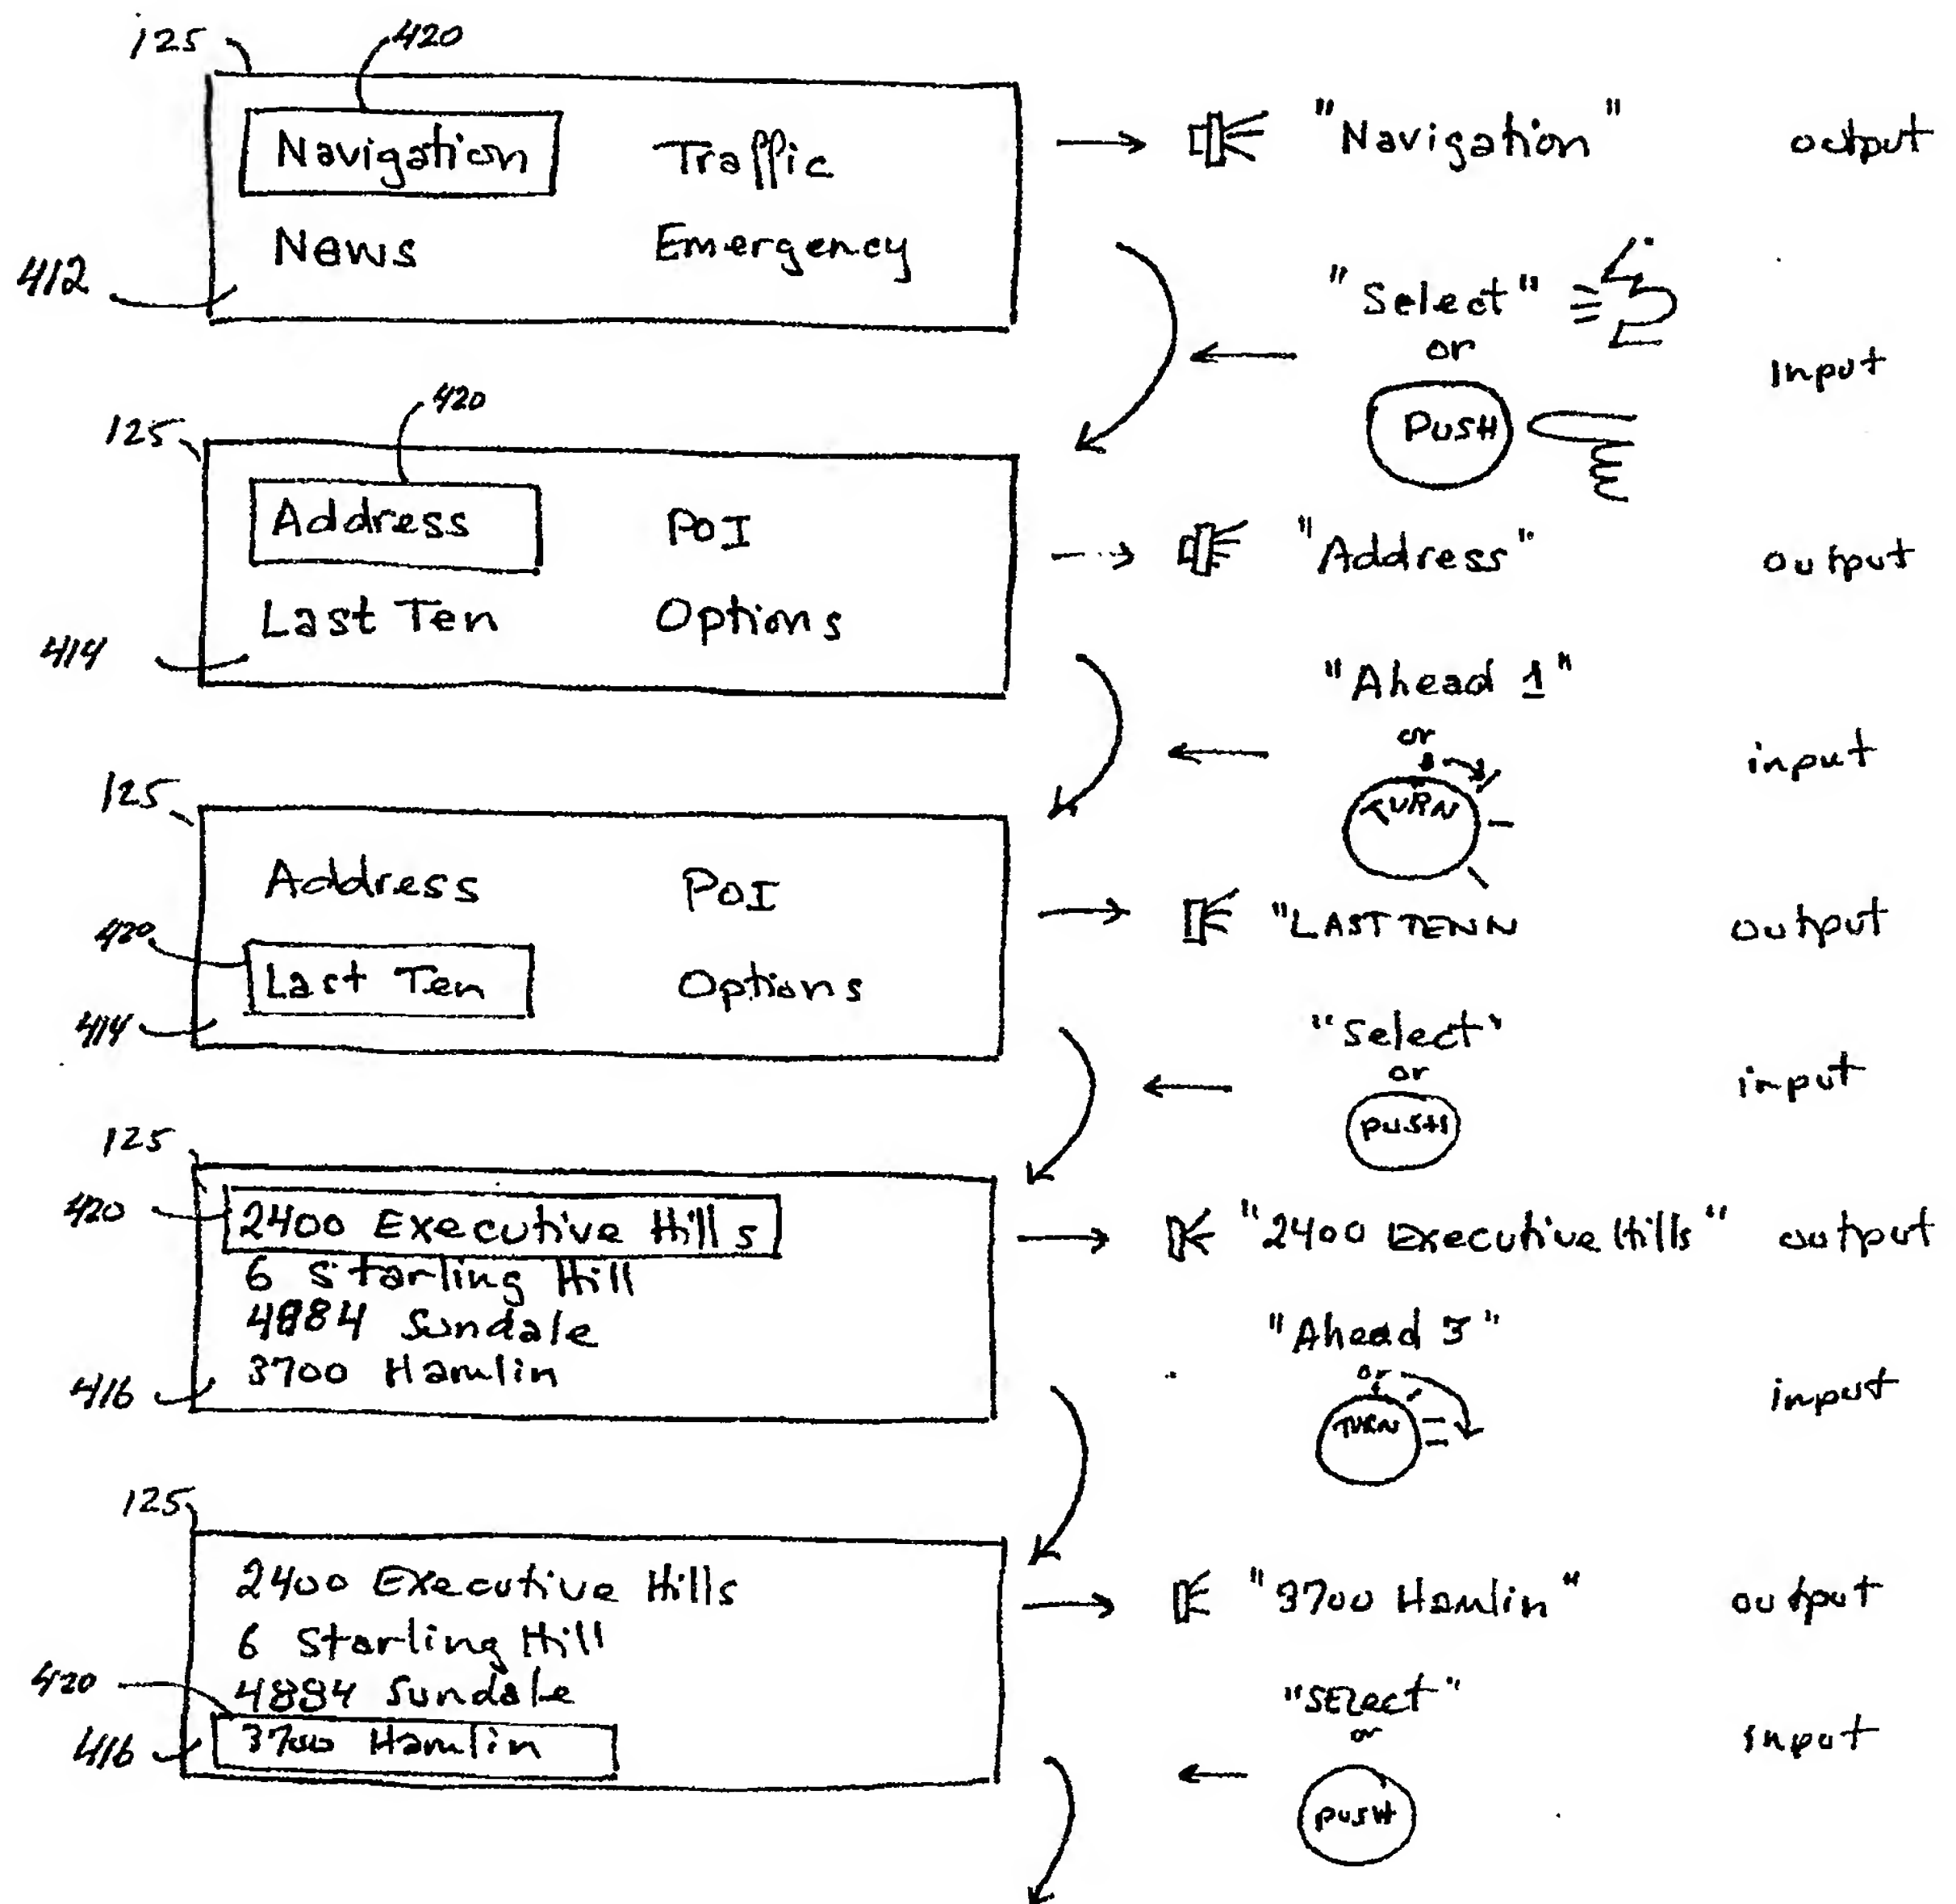 125 420
Navigation Traffic "Navigation" output
News Emergency
412 "Select"
or input
PUSH
420
125
Address POI "Address" output
Last Ten Options
414 "Ahead 1"
or input
TURN
125
Address POI "LAST TENN output
420
Last Ten Options
414 "Select"
or input
PUSH
125
420 2400 Executive Hills "2400 Executive Hills" output
6 Starling Hill
4884 Sundale "Ahead 3"
3700 Hamlin or input
416 TURN
125
2400 Executive Hills "3700 Hamlin" output
6 Starling Hill
420 4884 Sundale "SElect"
416 3700 Hamlin or input
PUSH